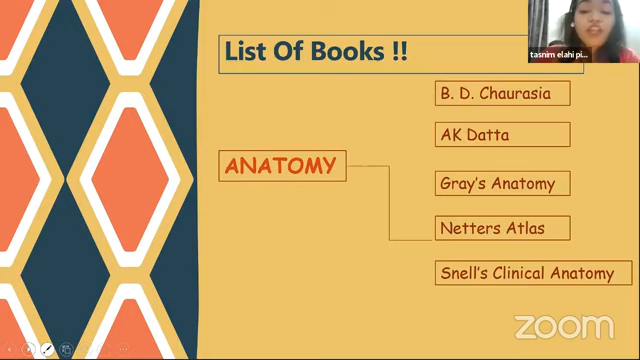 List Of Books !!
tasnim elahi pi...
B. D. Chaurasia
AK Datta
ANATOMY
Gray's Anatomy
Netters Atlas
Snell's Clinical Anatomy
zoom